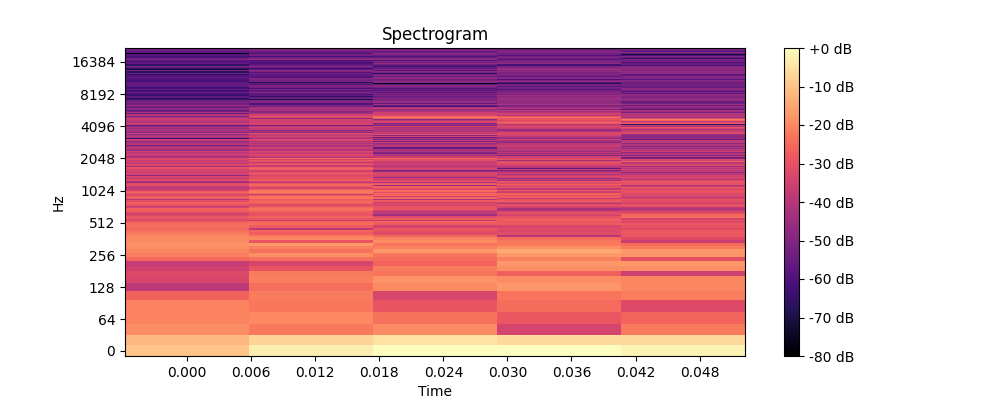 Spectrogram
Hz
16384
8192
4096
2048
1024
512
256
128
64
0
0.000 0.006 0.012 0.018 0.024 0.030 0.036 0.042 0.048
Time
+0 dB
-10 dB
-20 dB
-30 dB
-40 dB
-50 dB
-60 dB
-70 dB
-80 dB